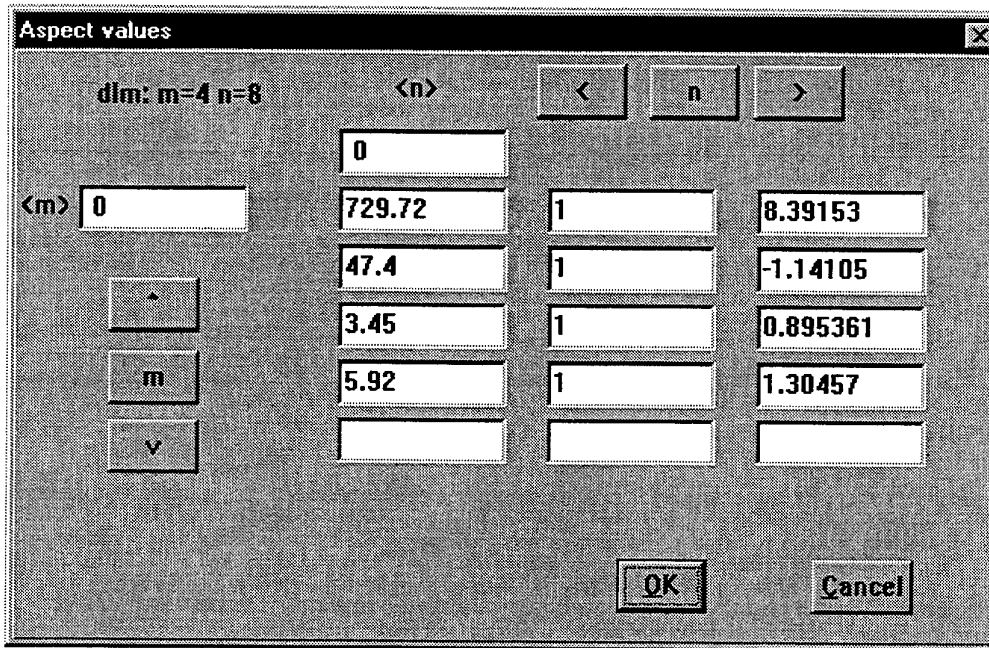 Aspect values
dim: m=4 n=8 <n> < n >
0
<m> 0 729.72 1 8.39153
47.4 1 -1.14105
^ 3.45 1 0.895361
m 5.92 1 1.30457
v
OK Cancel